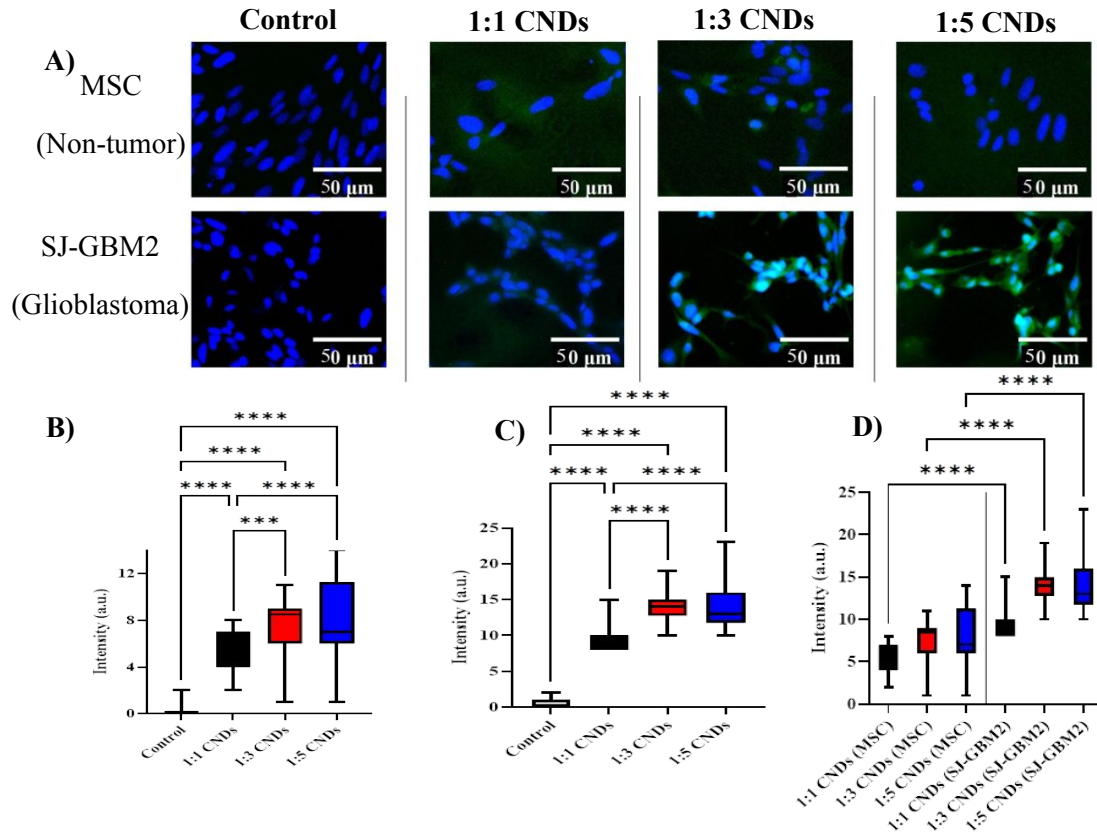 Control 1:1 CNDs 1:3 CNDs 1:5 CNDs
A)
MSC
(Non-tumor)
50 μm 50 μm 50 μm 50 μm
SJ-GBM2
(Glioblastoma)
50 μm 50 μm 50 μm 50 μm
B)
****
****
**** ****
***
Intensity (a.u.)
12
8
4
0
Control 1:1 CNDs 1:3 CNDs 1:5 CNDs
C)
****
****
**** ****
****
Intensity (a.u.)
25
20
15
10
5
0
Control 1:1 CNDs 1:3 CNDs 1:5 CNDs
D)
****
****
****
Intensity (a.u.)
25
20
15
10
5
0
1:1 CNDs (MSC) 1:3 CNDs (MSC) 1:5 CNDs (MSC) 1:1 CNDs (SJ-GBM2) 1:3 CNDs (SJ-GBM2) 1:5 CNDs (SJ-GBM2)